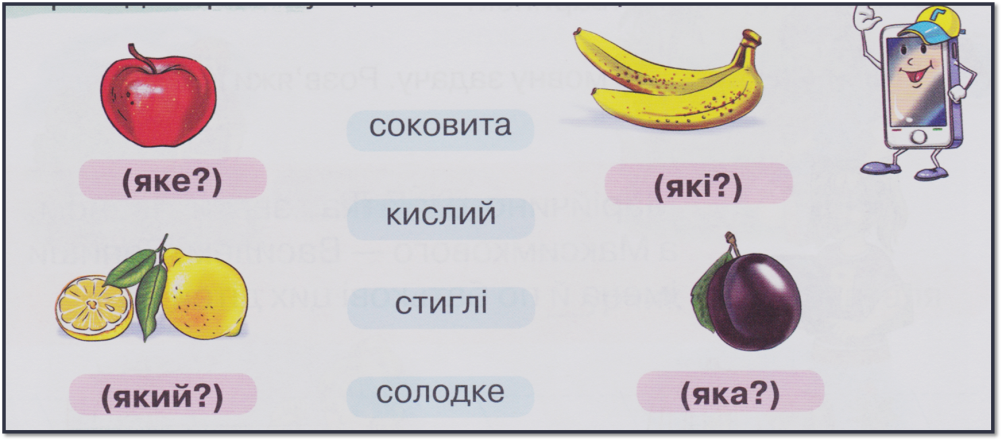 соковита
(яке?)
(які?)
кислий
стиглі
(який?)
солодке
(яка?)
Г